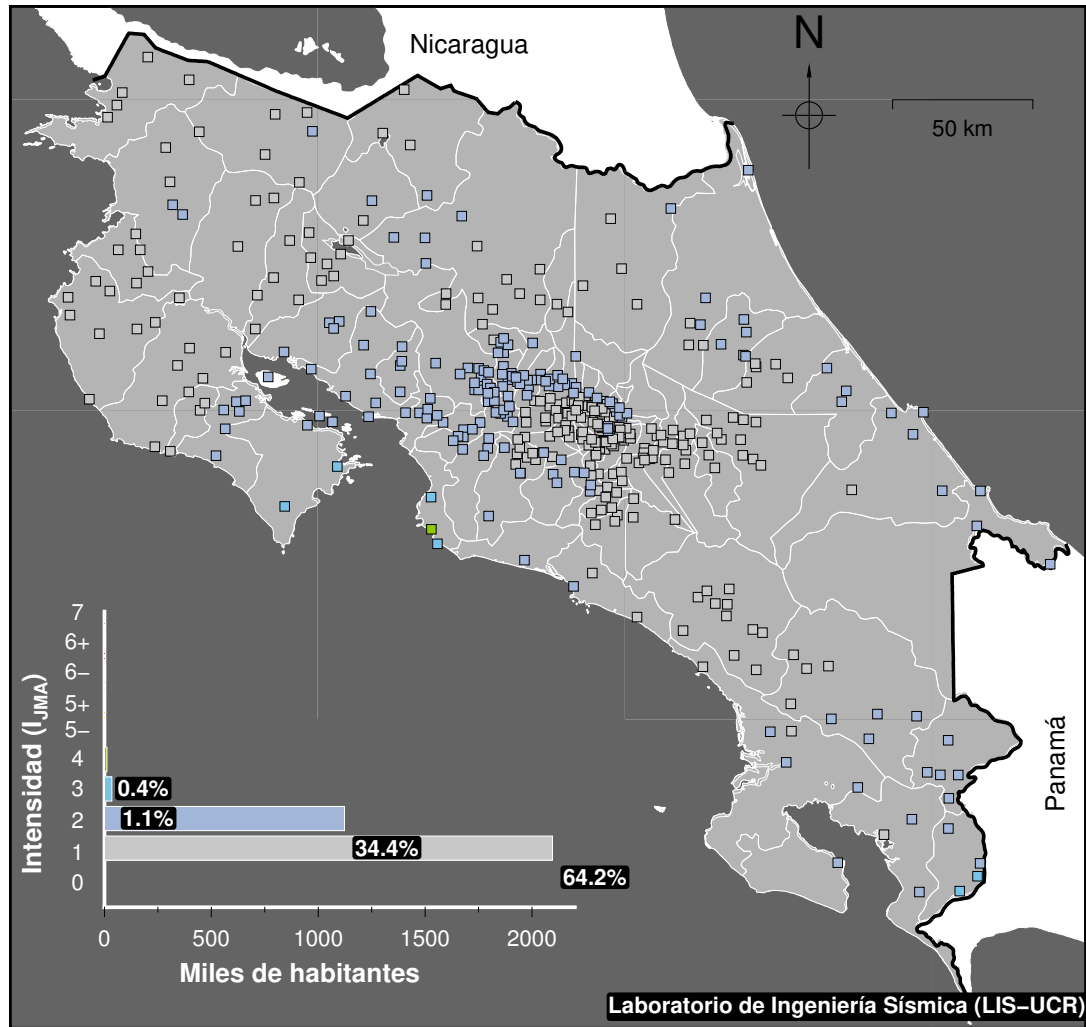 Nicaragua
N
50 km
Panamá
Intensidad (I_JMA)
7
6+
6−
5+
5−
4
3
2
1
0
0.4%
1.1%
34.4%
64.2%
0 500 1000 1500 2000
Miles de habitantes
Laboratorio de Ingeniería Sísmica (LIS−UCR)